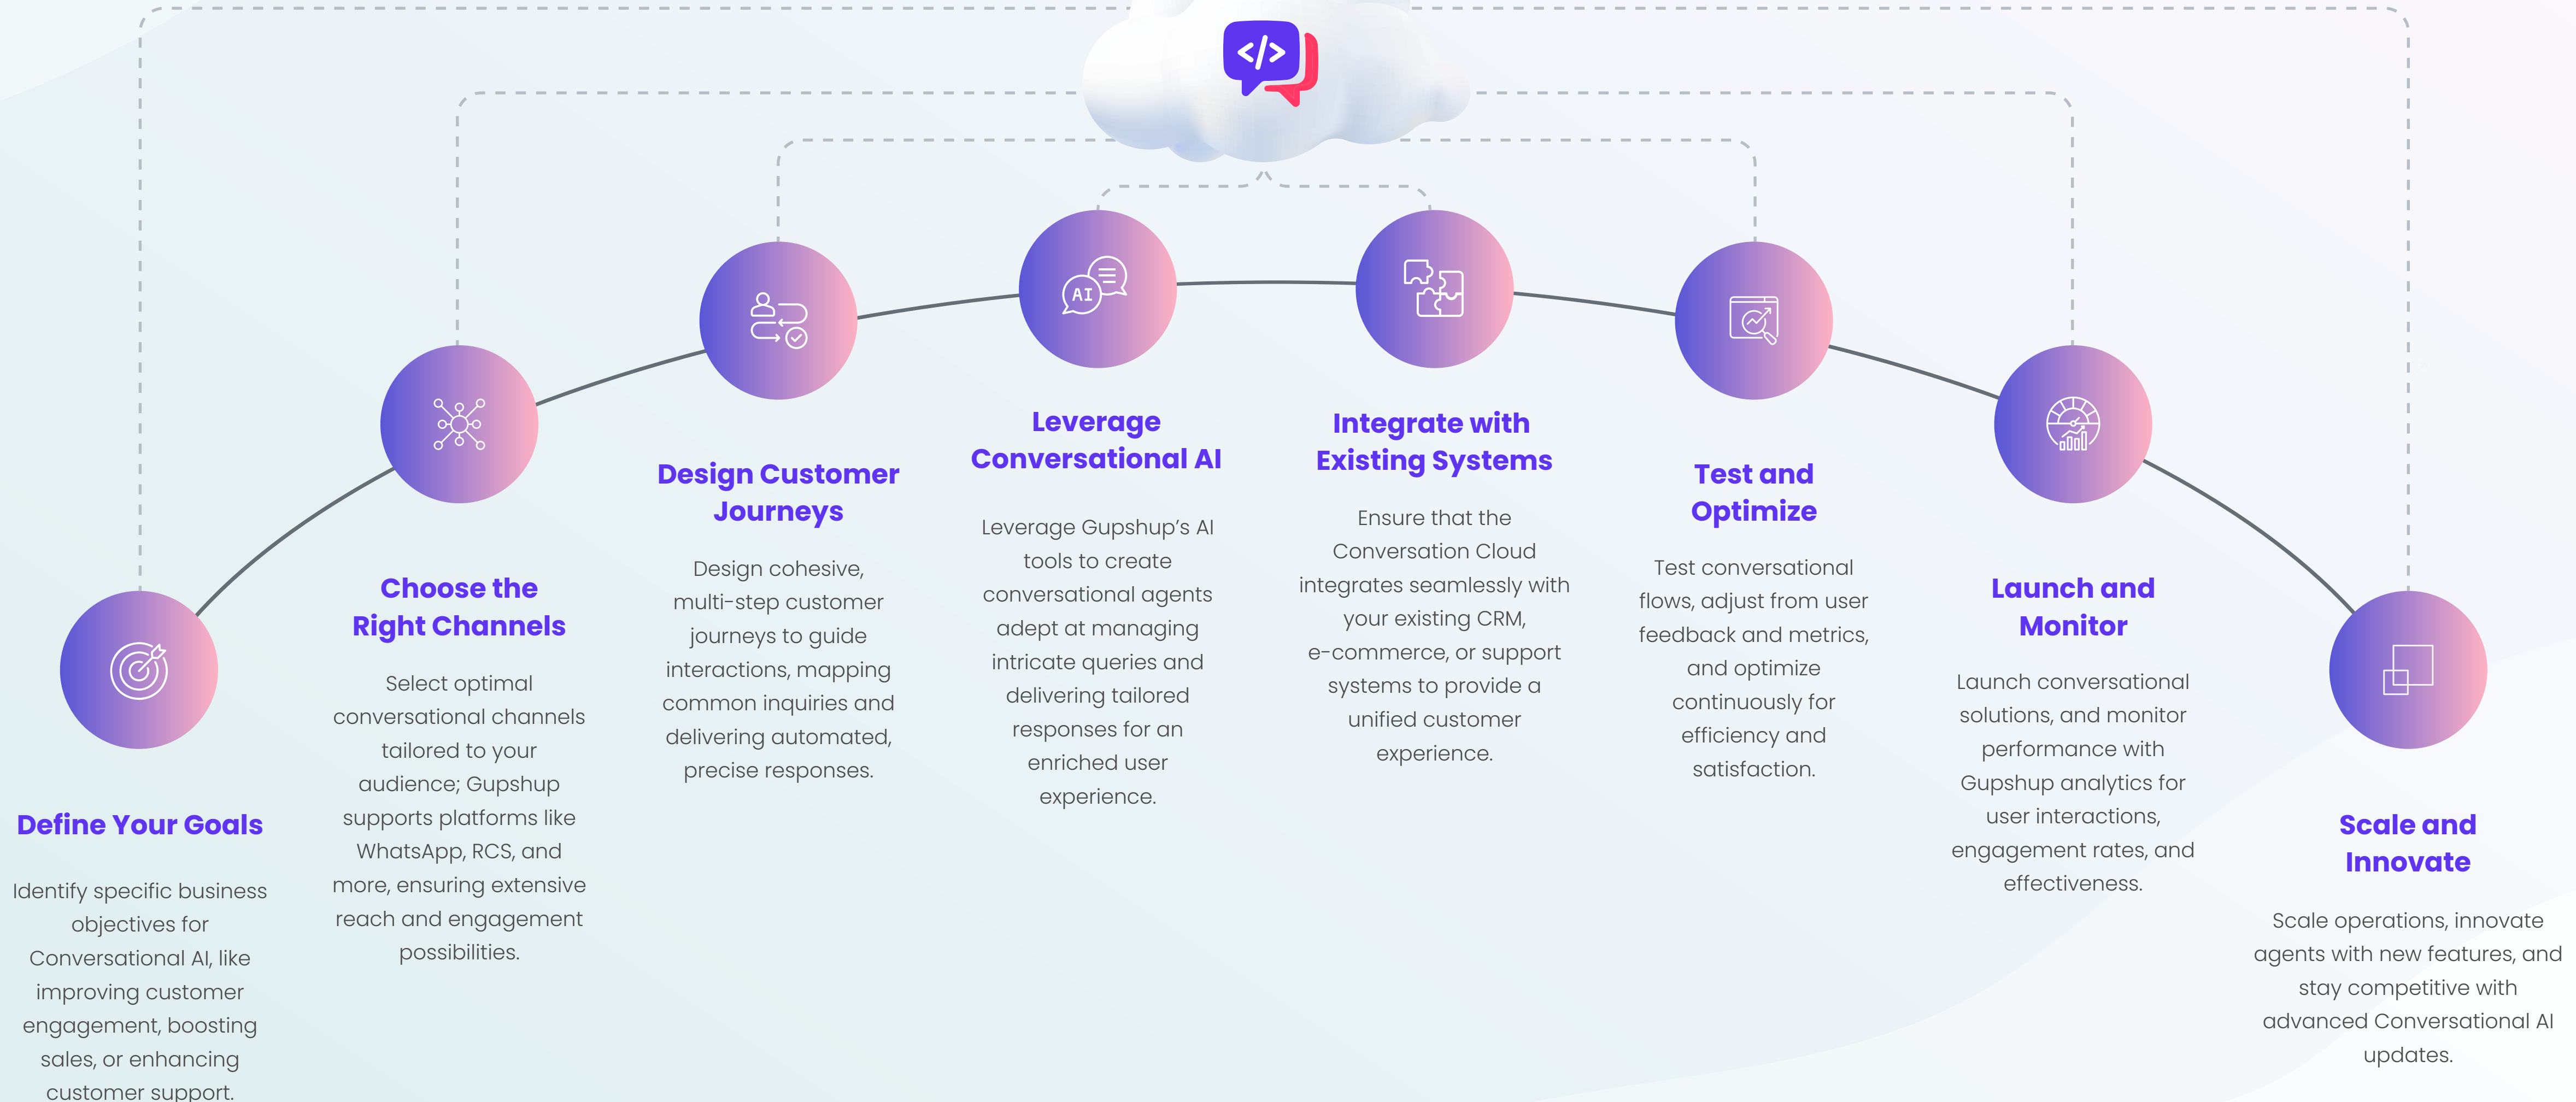 </>
AI
Define Your Goals
Identify specific business
objectives for
Conversational AI, like
improving customer
engagement, boosting
sales, or enhancing
customer support.
Choose the
Right Channels
Select optimal
conversational channels
tailored to your
audience; Gupshup
supports platforms like
WhatsApp, RCS, and
more, ensuring extensive
reach and engagement
possibilities.
Design Customer
Journeys
Design cohesive,
multi-step customer
journeys to guide
interactions, mapping
common inquiries and
delivering automated,
precise responses.
Leverage
Conversational AI
Leverage Gupshup’s AI
tools to create
conversational agents
adept at managing
intricate queries and
delivering tailored
responses for an
enriched user
experience.
Integrate with
Existing Systems
Ensure that the
Conversation Cloud
integrates seamlessly with
your existing CRM,
e-commerce, or support
systems to provide a
unified customer
experience.
Test and
Optimize
Test conversational
flows, adjust from user
feedback and metrics,
and optimize
continuously for
efficiency and
satisfaction.
Launch and
Monitor
Launch conversational
solutions, and monitor
performance with
Gupshup analytics for
user interactions,
engagement rates, and
effectiveness.
Scale and
Innovate
Scale operations, innovate
agents with new features, and
stay competitive with
advanced Conversational AI
updates.